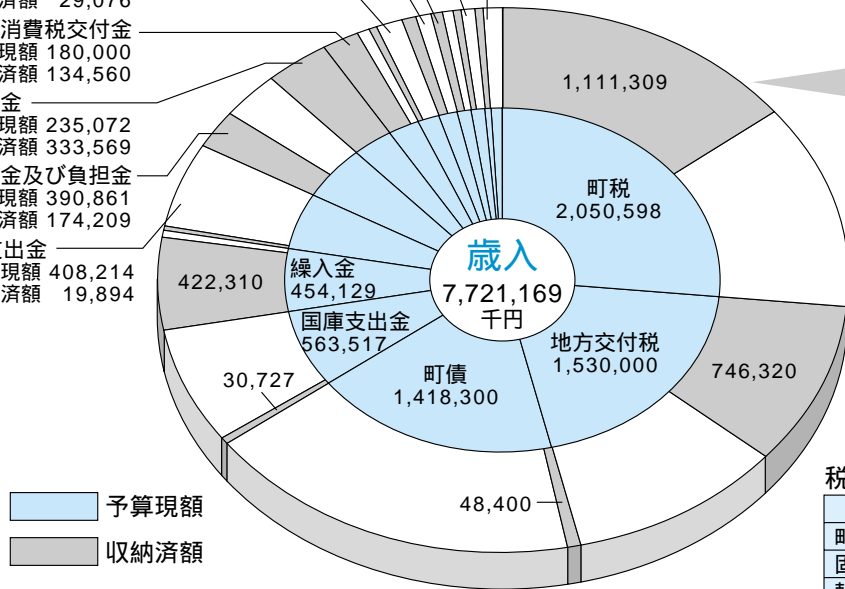 済額 29,076
消費税交付金
現額 180,000
済額 134,560
金
現額 235,072
済額 333,569
金及び負担金
現額 390,861
済額 174,209
出金
現額 408,214
済額 19,894
1,111,309
町税
2,050,598
歳入
7,721,169
千円
繰入金
454,129
422,310
国庫支出金
563,517
地方交付税
1,530,000
746,320
町債
1,418,300
30,727
48,400
予算現額
収納済額
税